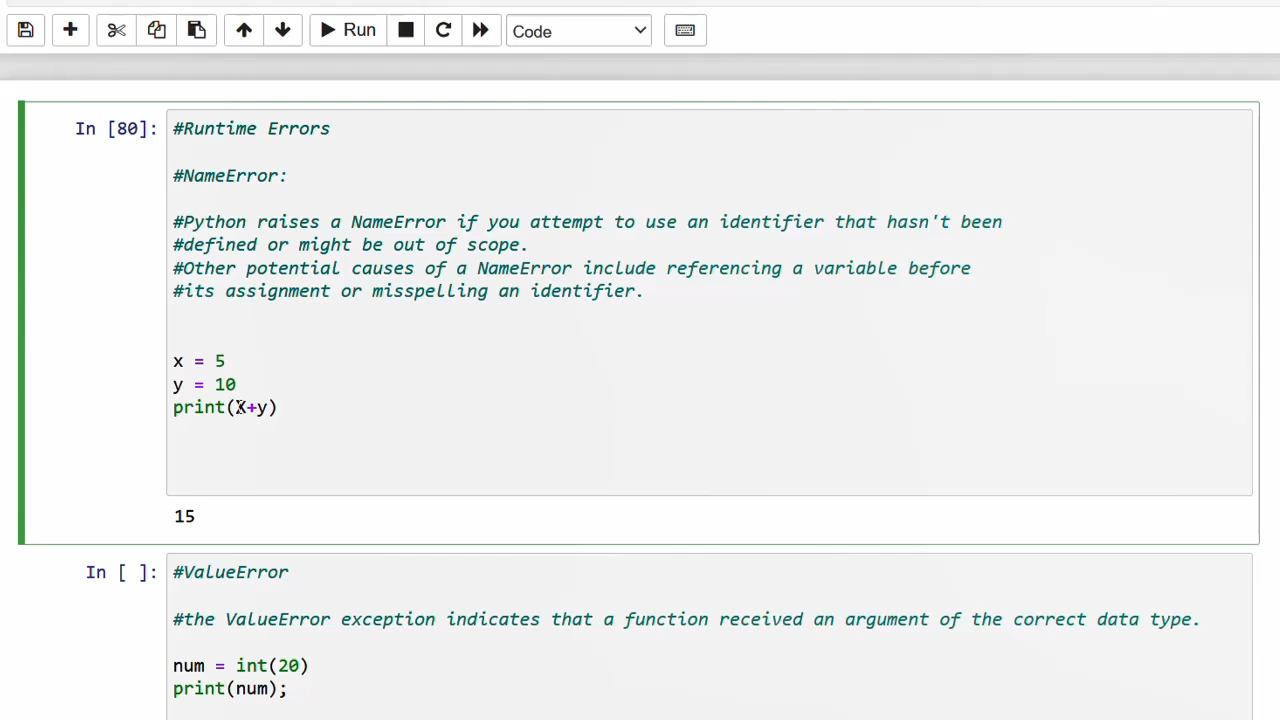 Run
Code
In [80]:
#Runtime Errors
#NameError:
#Python raises a NameError if you attempt to use an identifier that hasn't been
#defined or might be out of scope.
#Other potential causes of a NameError include referencing a variable before
#its assignment or misspelling an identifier.
x = 5
y = 10
print(x+y)
15
In [ ]:
#ValueError
#the ValueError exception indicates that a function received an argument of the correct data type.
num = int(20)
print(num);